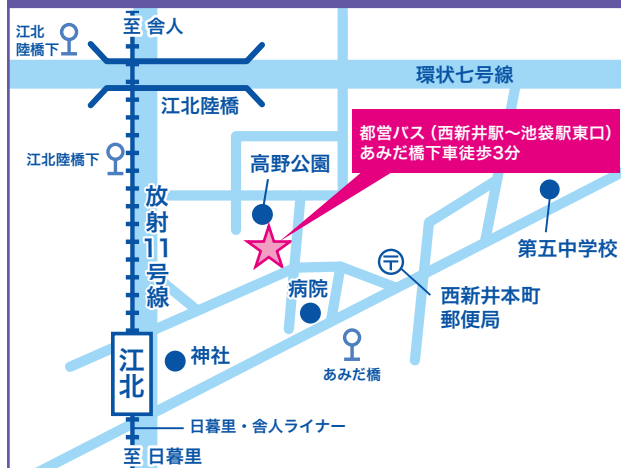 江北
陸橋下
至 舎人
環状七号線
江北陸橋
都営バス（西新井駅～池袋駅東口）
あみだ橋下車徒歩3分
江北陸橋下
高野公園
放射11号線
第五中学校
病院
西新井本町
郵便局
江北
神社
あみだ橋
日暮里・舎人ライナー
至 日暮里